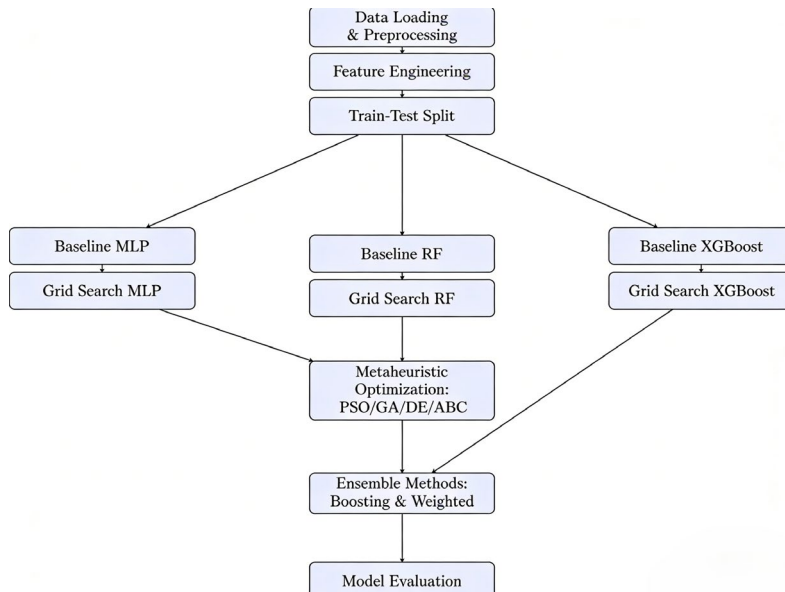 Data Loading
& Preprocessing
Feature Engineering
Train-Test Split
Baseline MLP
Baseline RF
Baseline XGBoost
Grid Search MLP
Grid Search RF
Grid Search XGBoost
Metaheuristic
Optimization:
PSO/GA/DE/ABC
Ensemble Methods:
Boosting & Weighted
Model Evaluation